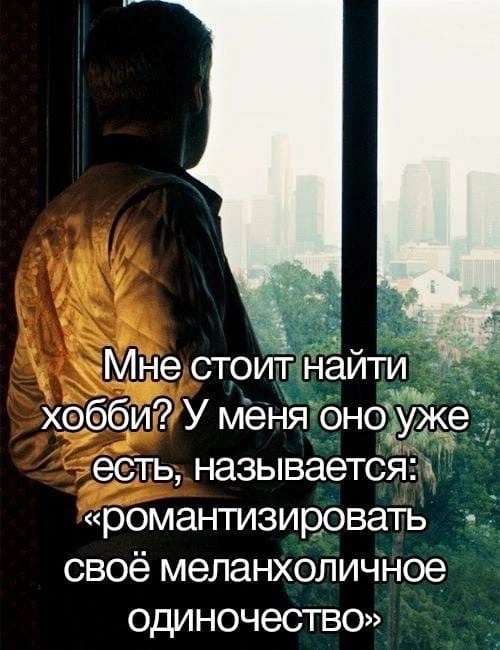 Мне стоит найти
хобби? У меня оно уже
есть, называется:
«романтизировать
своё меланхоличное
одиночество»